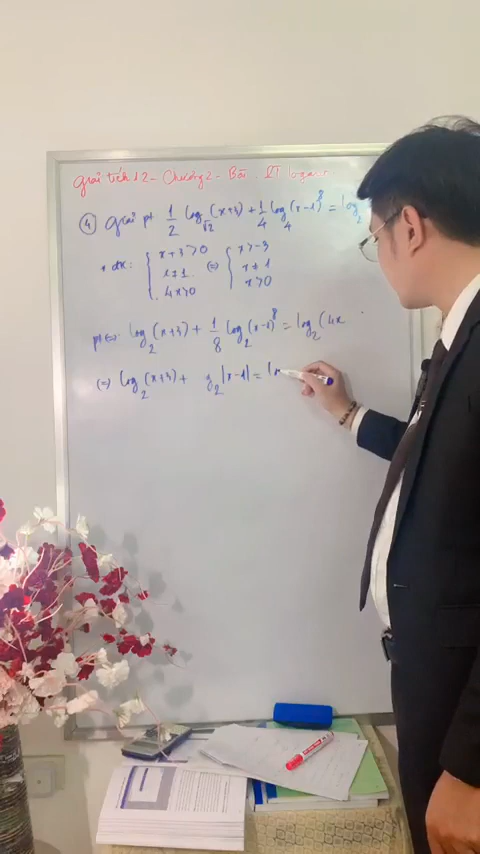 Giải tích 12 - Chương 2 - Bài . PT logarit
④ Giải pt 1/2 log_√2 (x+3) + 1/4 log_4 (x-1)^8 = log_2
* đk: { x+3>0 x≠1 4x>0 (=) { x>-3 x≠1 x>0
pt (=) log_2 (x+3) + 1/8 log_2 (x-1)^8 = log_2 (4x
(=) log_2 (x+3) + g_2 |x-1| = lo